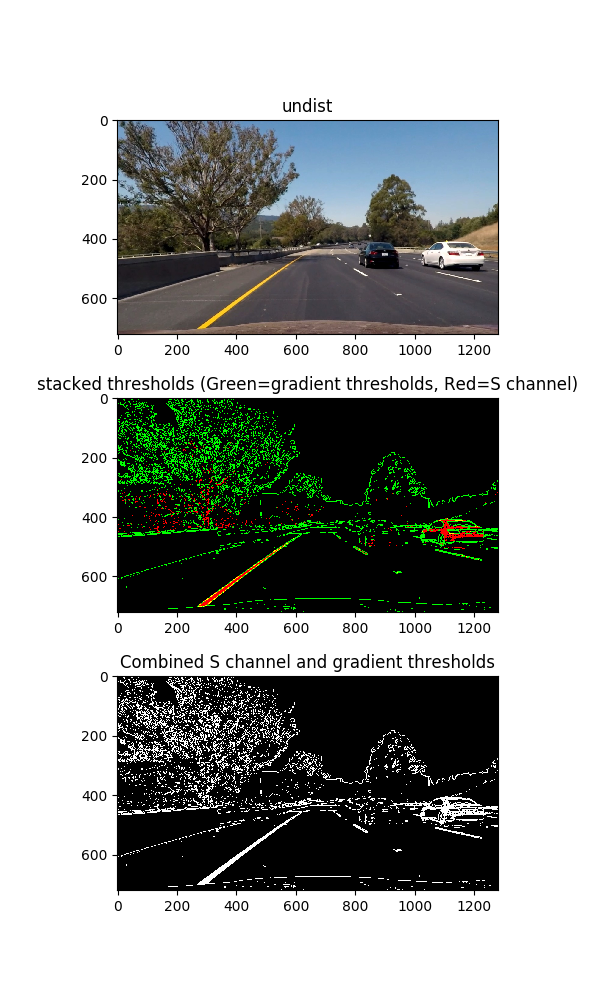 undist
0
200
400
600
0 200 400 600 800 1000 1200
stacked thresholds (Green=gradient thresholds, Red=S channel)
0
200
400
600
0 200 400 600 800 1000 1200
Combined S channel and gradient thresholds
0
200
400
600
0 200 400 600 800 1000 1200